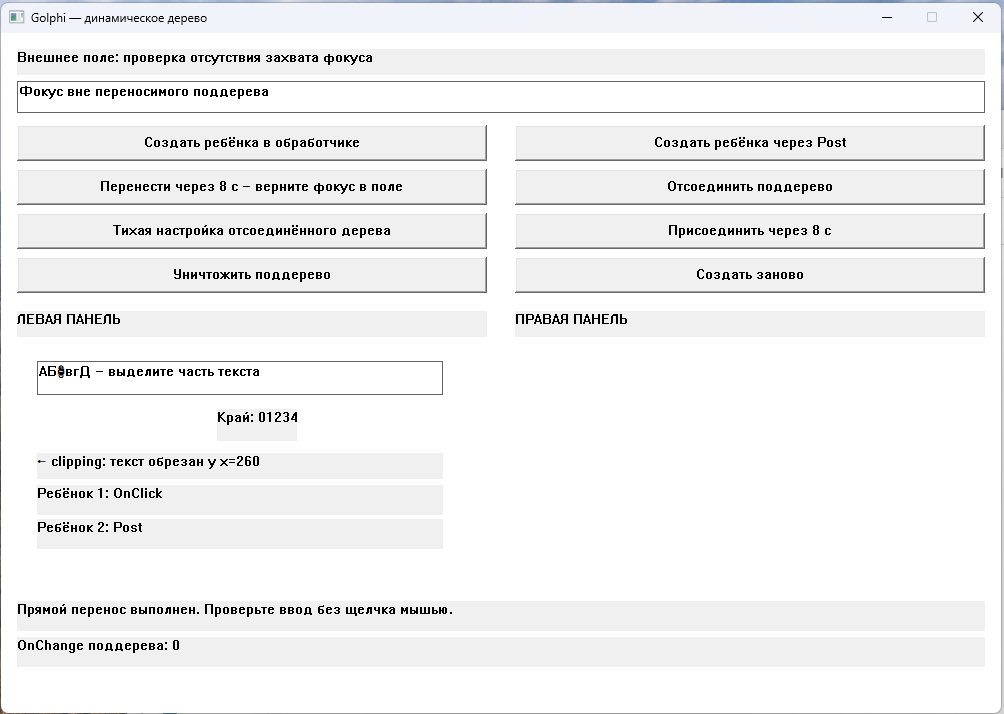 Golphi — динамическое дерево
Внешнее поле: проверка отсутствия захвата фокуса
Фокус вне переносимого поддерева
Создать ребёнка в обработчике
Создать ребёнка через Post
Перенести через 8 с – верните фокус в поле
Отсоединить поддерево
Тихая настройка отсоединённого дерева
Присоединить через 8 с
Уничтожить поддерево
Создать заново
ЛЕВАЯ ПАНЕЛЬ
ПРАВАЯ ПАНЕЛЬ
– выделите часть текста
Край: 01234
← clipping: текст обрезан у x=260
Ребёнок 1: OnClick
Ребёнок 2: Post
Прямой перенос выполнен. Проверьте ввод без щелчка мышью.
OnChange поддерева: 0